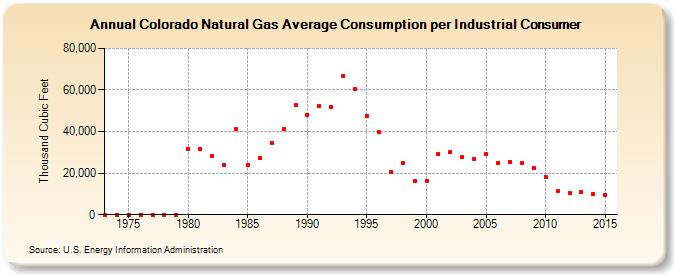 Annual Colorado Natural Gas Average Consumption per Industrial Consumer
Thousand Cubic Feet
80,000
60,000
40,000
20,000
0
1975 1980 1985 1990 1995 2000 2005 2010 2015
Source: U.S. Energy Information Administration